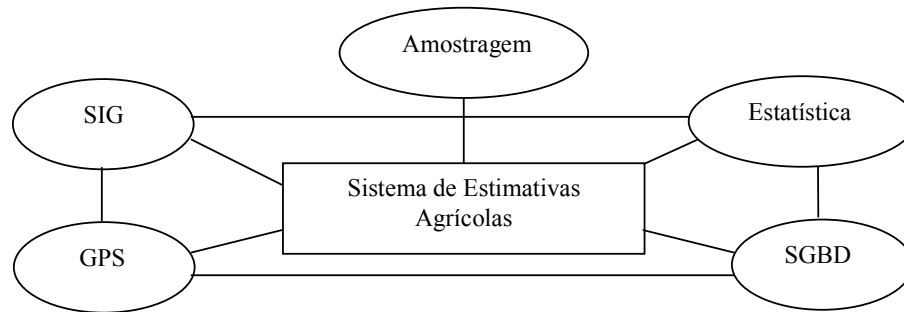 Amostragem
SIG
Estatística
Sistema de Estimativas
Agrícolas
GPS
SGBD